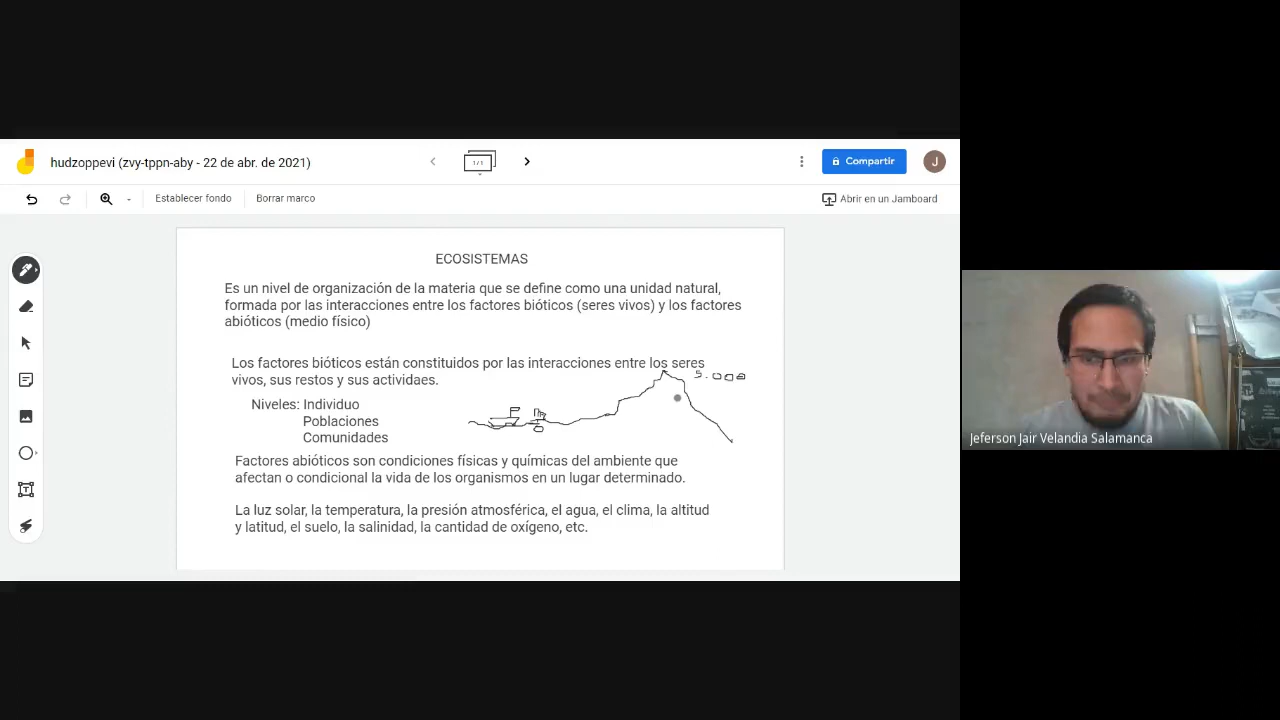 hudzoppevi (zvy-tppn-aby - 22 de abr. de 2021)
1/1
Compartir
J
Establecer fondo
Borrar marco
Abrir en un Jamboard
ECOSISTEMAS
Es un nivel de organización de la materia que se define como una unidad natural,
formada por las interacciones entre los factores bióticos (seres vivos) y los factores
abióticos (medio físico)
Los factores bióticos están constituidos por las interacciones entre los seres
vivos, sus restos y sus actividaes.
5.000
Niveles: Individuo
Poblaciones
Comunidades
Factores abióticos son condiciones físicas y químicas del ambiente que
afectan o condicional la vida de los organismos en un lugar determinado.
La luz solar, la temperatura, la presión atmosférica, el agua, el clima, la altitud
y latitud, el suelo, la salinidad, la cantidad de oxígeno, etc.
Jeferson Jair Velandia Salamanca